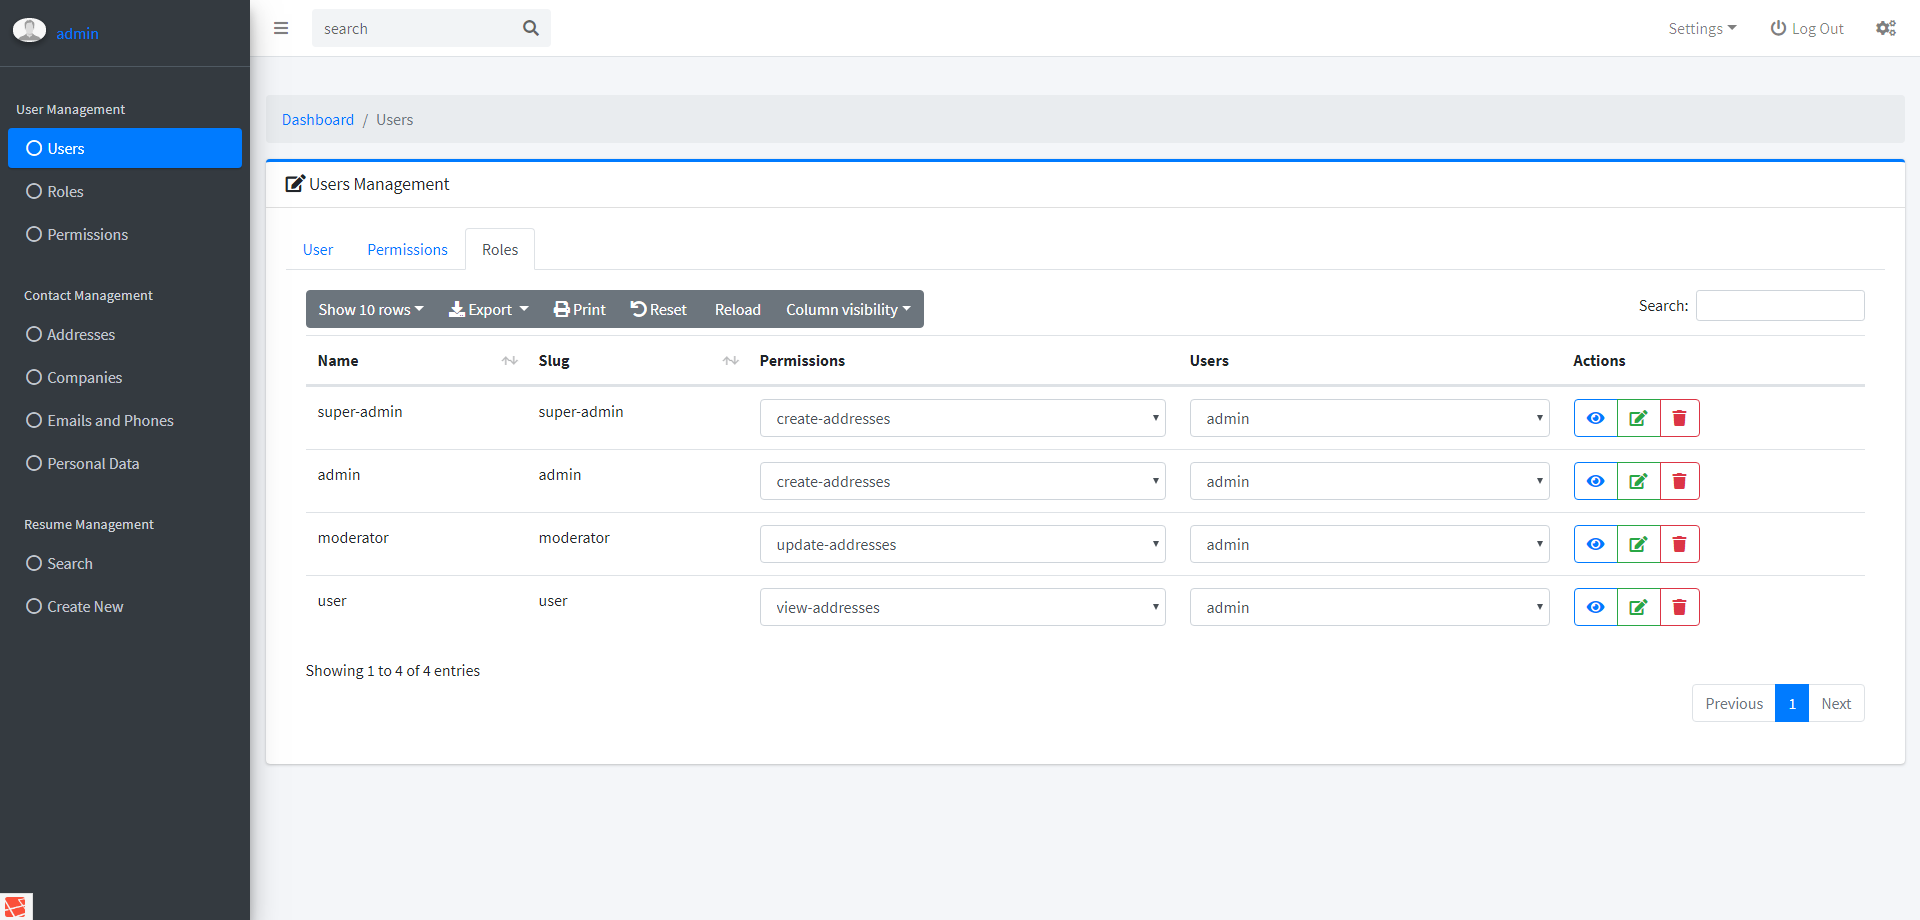 admin
User Management
Users
Roles
Permissions
Contact Management
Addresses
Companies
Emails and Phones
Personal Data
Resume Management
Search
Create New
search
Settings
Log Out
Dashboard / Users
Users Management
User Permissions Roles
Show 10 rows Export Print Reset Reload Column visibility
Search:
Name Slug Permissions Users Actions
super-admin super-admin create-addresses admin
admin admin create-addresses admin
moderator moderator update-addresses admin
user user view-addresses admin
Showing 1 to 4 of 4 entries
Previous 1 Next